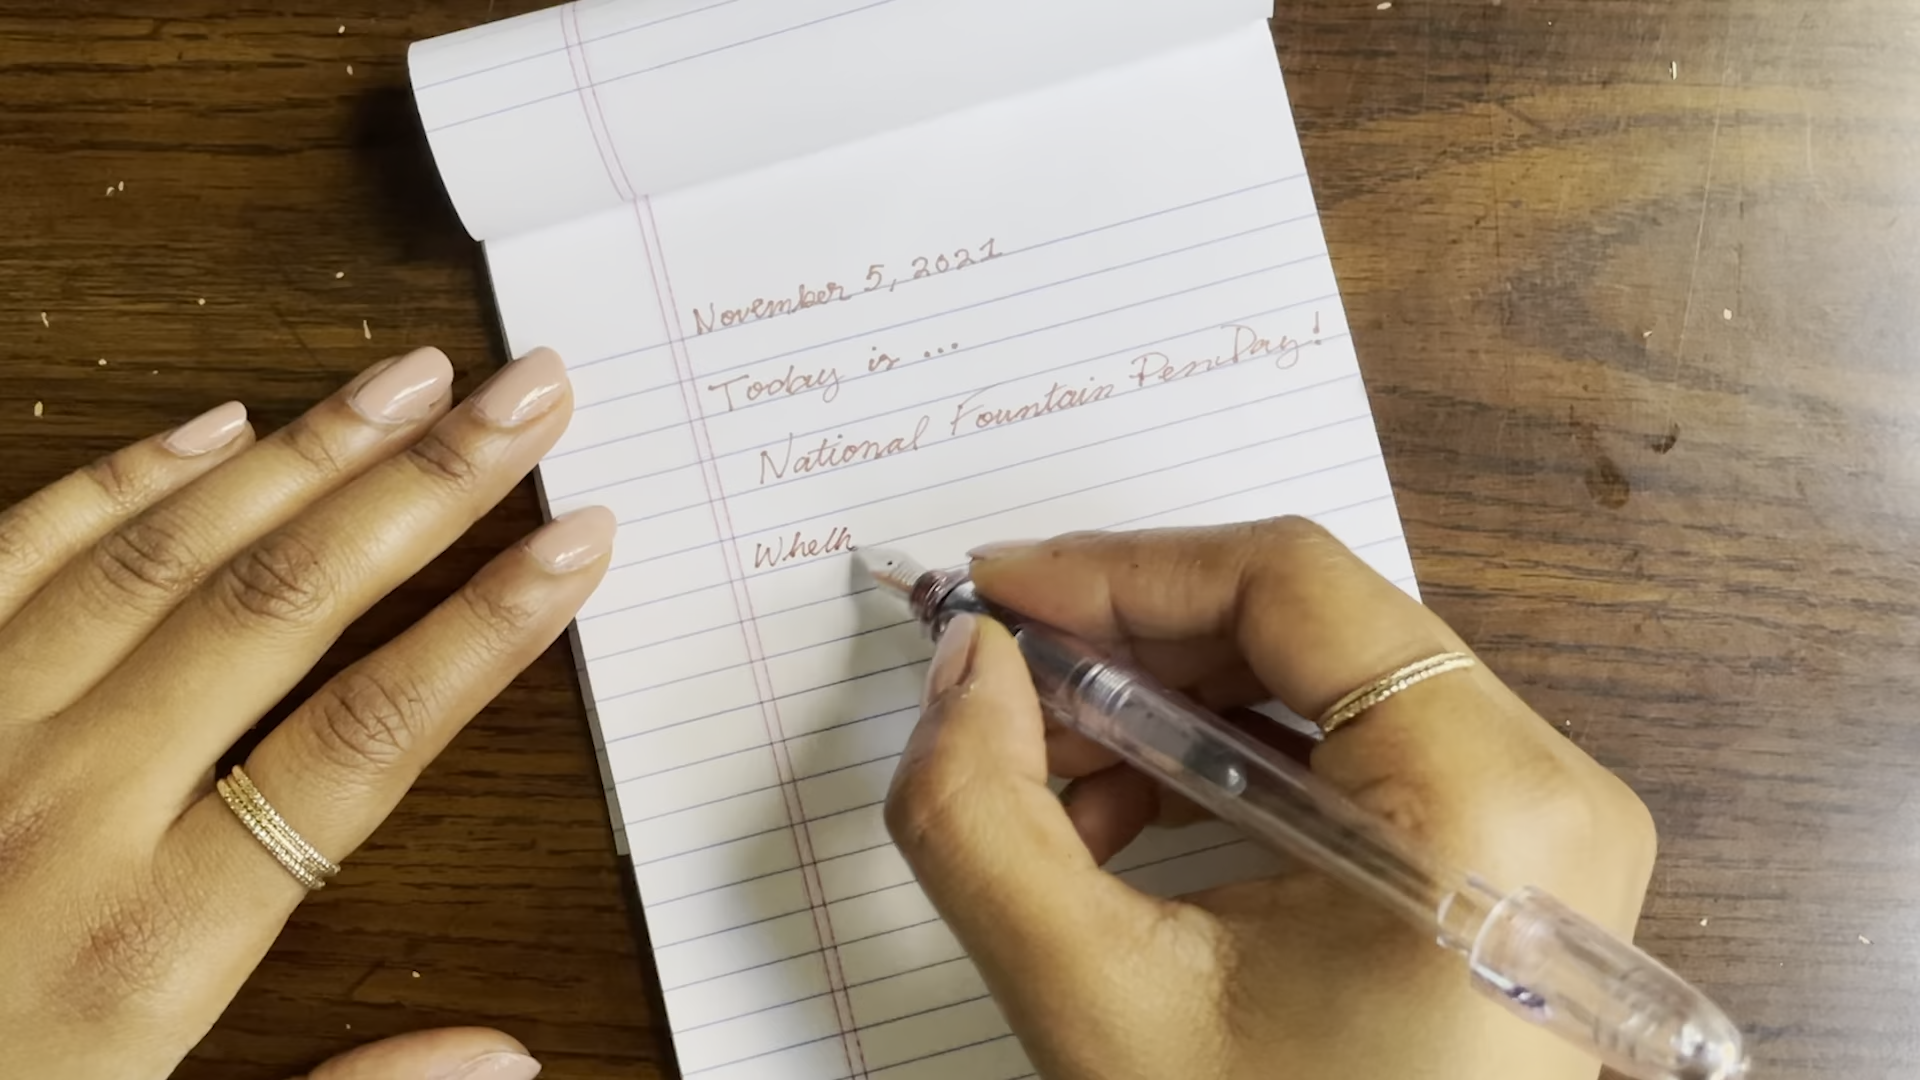 November 5, 2021
Today is ...
National Fountain Pen Day!
Wheth